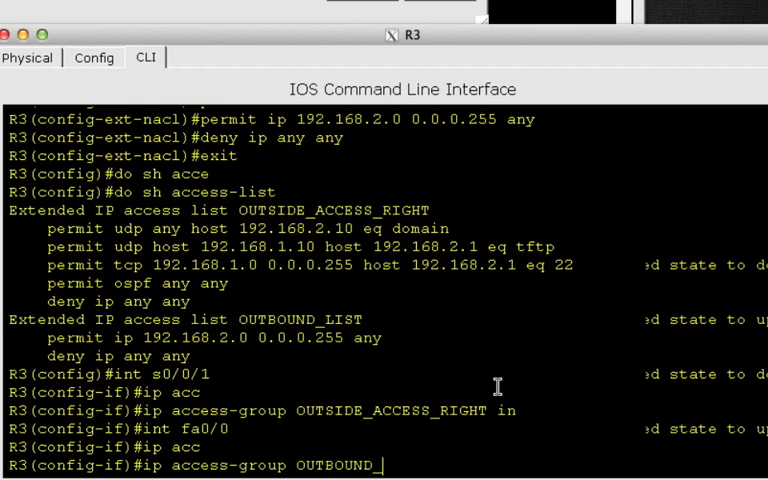 R3
Physical
Config
CLI
IOS Command Line Interface
R3(config-ext-nacl)#permit ip 192.168.2.0 0.0.0.255 any
R3(config-ext-nacl)#deny ip any any
R3(config-ext-nacl)#exit
R3(config)#do sh acce
R3(config)#do sh access-list
Extended IP access list OUTSIDE_ACCESS_RIGHT
permit udp any host 192.168.2.10 eq domain
permit udp host 192.168.1.10 host 192.168.2.1 eq tftp
permit tcp 192.168.1.0 0.0.0.255 host 192.168.2.1 eq 22
ed state to do
permit ospf any any
deny ip any any
Extended IP access list OUTBOUND_LIST
ed state to up
permit ip 192.168.2.0 0.0.0.255 any
deny ip any any
R3(config)#int s0/0/1
ed state to do
R3(config-if)#ip acc
R3(config-if)#ip access-group OUTSIDE_ACCESS_RIGHT in
R3(config-if)#int fa0/0
ed state to up
R3(config-if)#ip acc
R3(config-if)#ip access-group OUTBOUND_